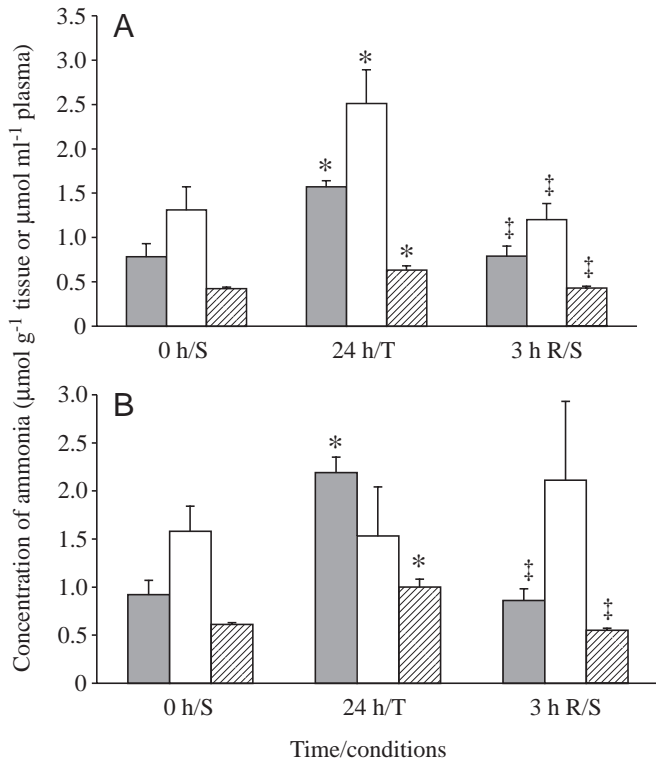 Concentration of ammonia (μmol g⁻¹ tissue or μmol ml⁻¹ plasma)
A
3.5
3.0
2.5
2.0
1.5
1.0
0.5
0
* * *
‡ ‡ ‡
0 h/S 24 h/T 3 h R/S
B
3.0
2.5
2.0
1.5
1.0
0.5
0
* *
‡ ‡
0 h/S 24 h/T 3 h R/S
Time/conditions